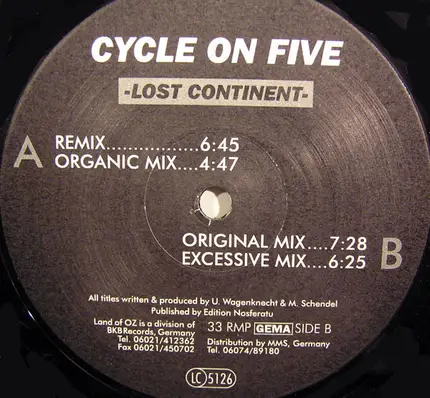 CYCLE ON FIVE
-LOST CONTINENT-
A
REMIX..................6:45
ORGANIC MIX....4:47
ORIGINAL MIX....7:28
EXCESSIVE MIX....6:25
B
All titles written & produced by U. Wagenknecht & M. Schendel
Published by Edition Nosferatu
Land of OZ is a division of
BKBRecords, Germany
Tel. 06021/412362
Fax 06021/450702
33 RMP GEMA SIDE B
Distribution by MMS, Germany
Tel. 06074/89180
LC 5126